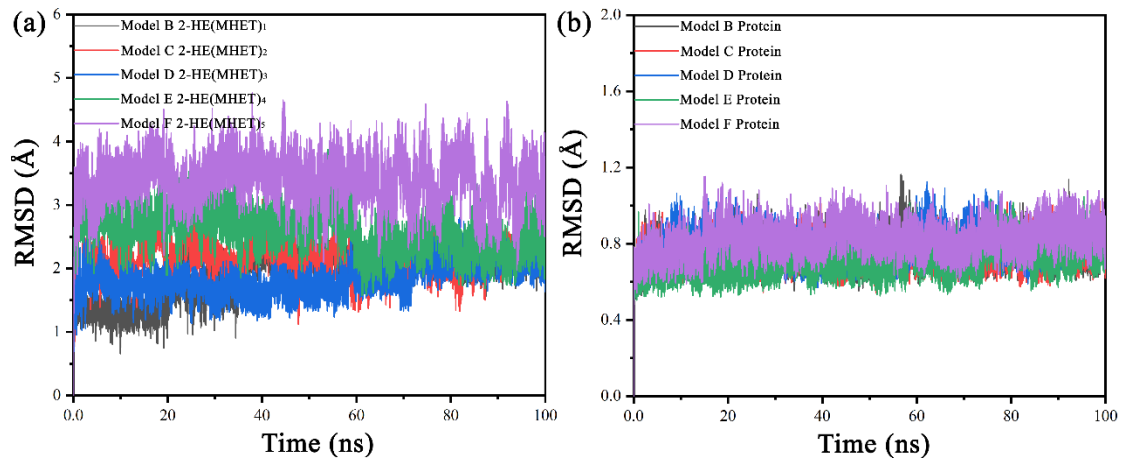 (a)
Model B 2-HE(MHET)₁
Model C 2-HE(MHET)₂
Model D 2-HE(MHET)₃
Model E 2-HE(MHET)₄
Model F 2-HE(MHET)₅
6
5
4
3
2
1
0
RMSD (Å)
0.0 20 40 60 80 100
Time (ns)
(b)
Model B Protein
Model C Protein
Model D Protein
Model E Protein
Model F Protein
2.0
1.6
1.2
0.8
0.4
0.0
RMSD (Å)
0.0 20 40 60 80 100
Time (ns)